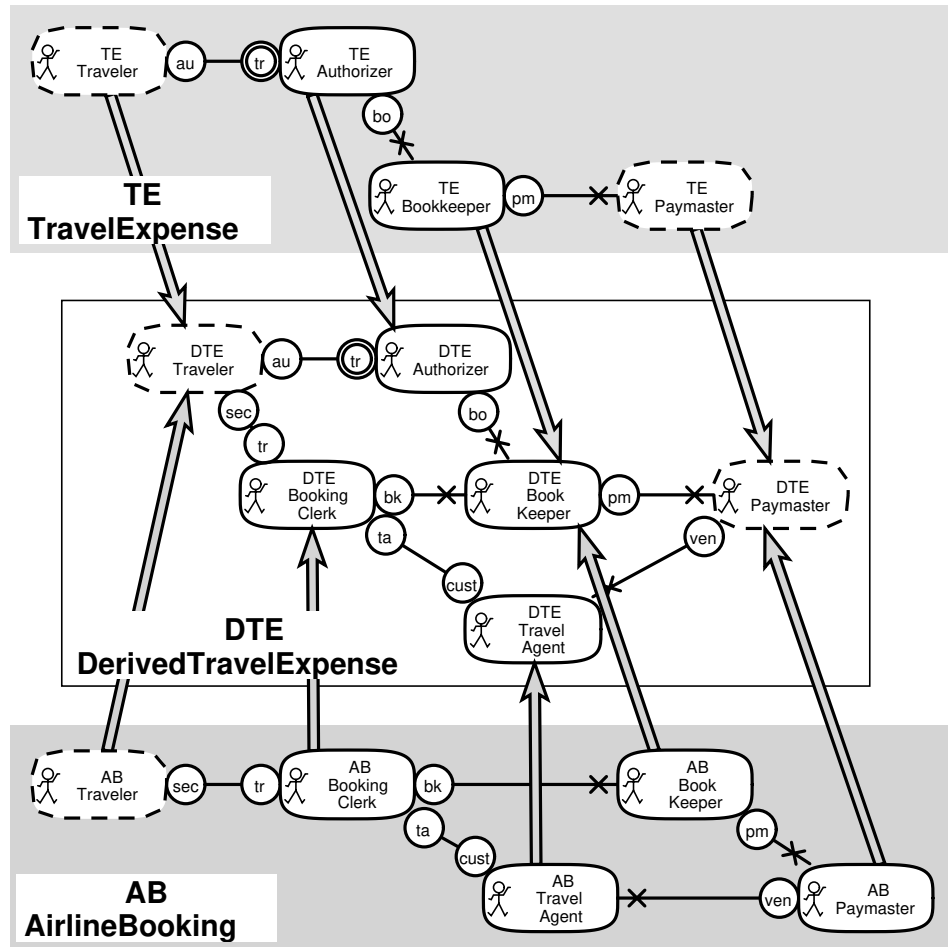 TE
Traveler
au
tr
TE
Authorizer
bo
TE
Bookkeeper
pm
TE
Paymaster
TE
TravelExpense
DTE
Traveler
au
tr
DTE
Authorizer
sec
tr
bo
DTE
Booking
Clerk
bk
ta
DTE
Book
Keeper
pm
DTE
Paymaster
ven
cust
DTE
Travel
Agent
DTE
DerivedTravelExpense
AB
Traveler
sec
tr
AB
Booking
Clerk
bk
ta
cust
AB
Book
Keeper
pm
AB
Travel
Agent
ven
AB
Paymaster
AB
AirlineBooking